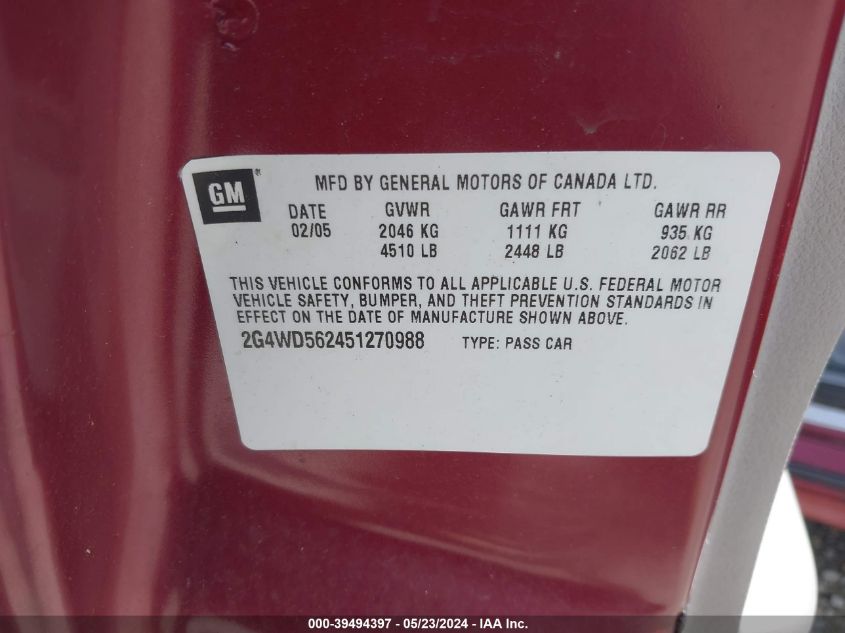 GM
MFD BY GENERAL MOTORS OF CANADA LTD.
DATE GVWR GAWR FRT GAWR RR
02/05 2046 KG 1111 KG 935 KG
4510 LB 2448 LB 2062 LB
THIS VEHICLE CONFORMS TO ALL APPLICABLE U.S. FEDERAL MOTOR
VEHICLE SAFETY, BUMPER, AND THEFT PREVENTION STANDARDS IN
EFFECT ON THE DATE OF MANUFACTURE SHOWN ABOVE.
2G4WD562451270988 TYPE: PASS CAR
000-39494397 - 05/23/2024 - IAA Inc.